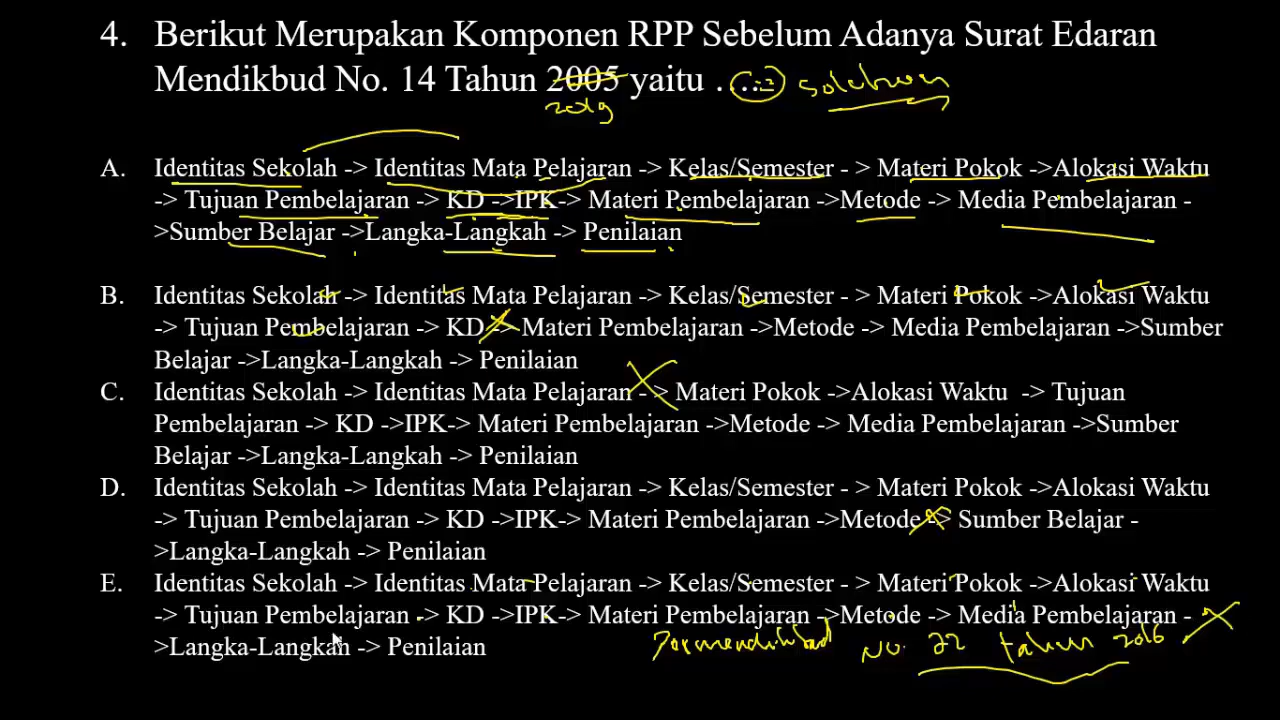 4. Berikut Merupakan Komponen RPP Sebelum Adanya Surat Edaran
Mendikbud No. 14 Tahun 2005 yaitu . ...
2019
A. Identitas Sekolah -> Identitas Mata Pelajaran -> Kelas/Semester - > Materi Pokok ->Alokasi Waktu
-> Tujuan Pembelajaran -> KD ->IPK-> Materi Pembelajaran ->Metode -> Media Pembelajaran -
>Sumber Belajar ->Langka-Langkah -> Penilaian
B. Identitas Sekolah -> Identitas Mata Pelajaran -> Kelas/Semester - > Materi Pokok ->Alokasi Waktu
-> Tujuan Pembelajaran -> KD -> Materi Pembelajaran ->Metode -> Media Pembelajaran ->Sumber
Belajar ->Langka-Langkah -> Penilaian
C. Identitas Sekolah -> Identitas Mata Pelajaran - > Materi Pokok ->Alokasi Waktu -> Tujuan
Pembelajaran -> KD ->IPK-> Materi Pembelajaran ->Metode -> Media Pembelajaran ->Sumber
Belajar ->Langka-Langkah -> Penilaian
D. Identitas Sekolah -> Identitas Mata Pelajaran -> Kelas/Semester - > Materi Pokok ->Alokasi Waktu
-> Tujuan Pembelajaran -> KD ->IPK-> Materi Pembelajaran ->Metode -> Sumber Belajar -
>Langka-Langkah -> Penilaian
E. Identitas Sekolah -> Identitas Mata Pelajaran -> Kelas/Semester - > Materi Pokok ->Alokasi Waktu
-> Tujuan Pembelajaran -> KD ->IPK-> Materi Pembelajaran ->Metode -> Media Pembelajaran -
>Langka-Langkah -> Penilaian
Permendikbud No. 22 tahun 2016